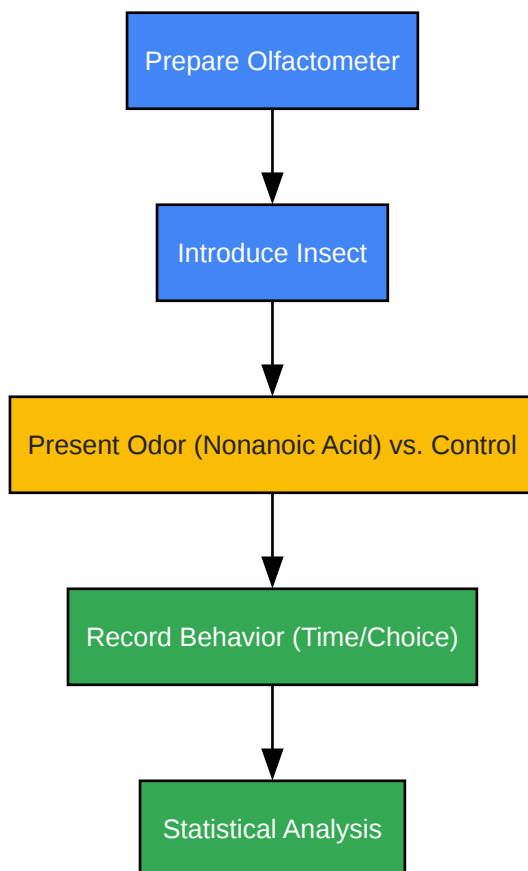 Prepare Olfactometer
Introduce Insect
Present Odor (Nonanoic Acid) vs. Control
Record Behavior (Time/Choice)
Statistical Analysis